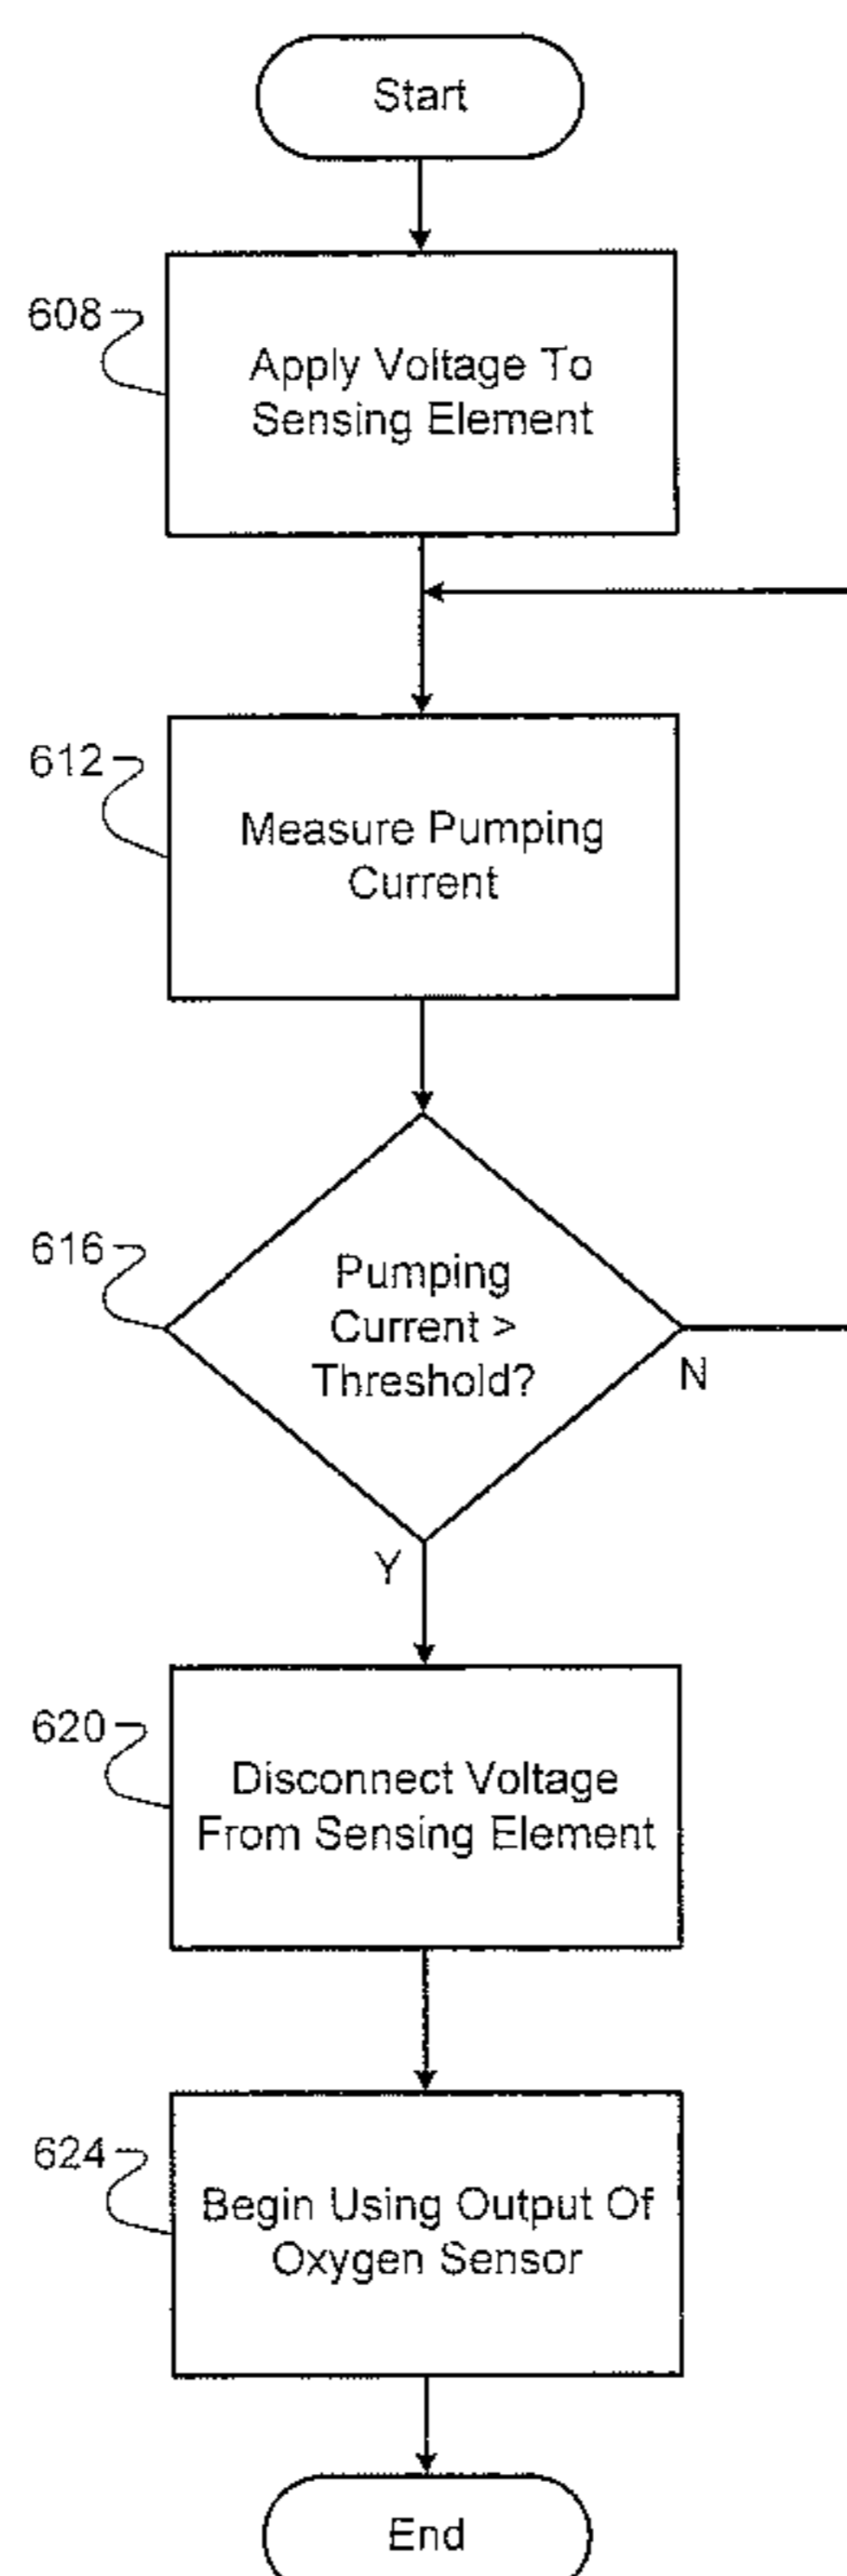 Start
608
Apply Voltage To
Sensing Element
612
Measure Pumping
Current
616
Pumping
Current >
Threshold?
N
Y
620
Disconnect Voltage
From Sensing Element
624
Begin Using Output Of
Oxygen Sensor
End